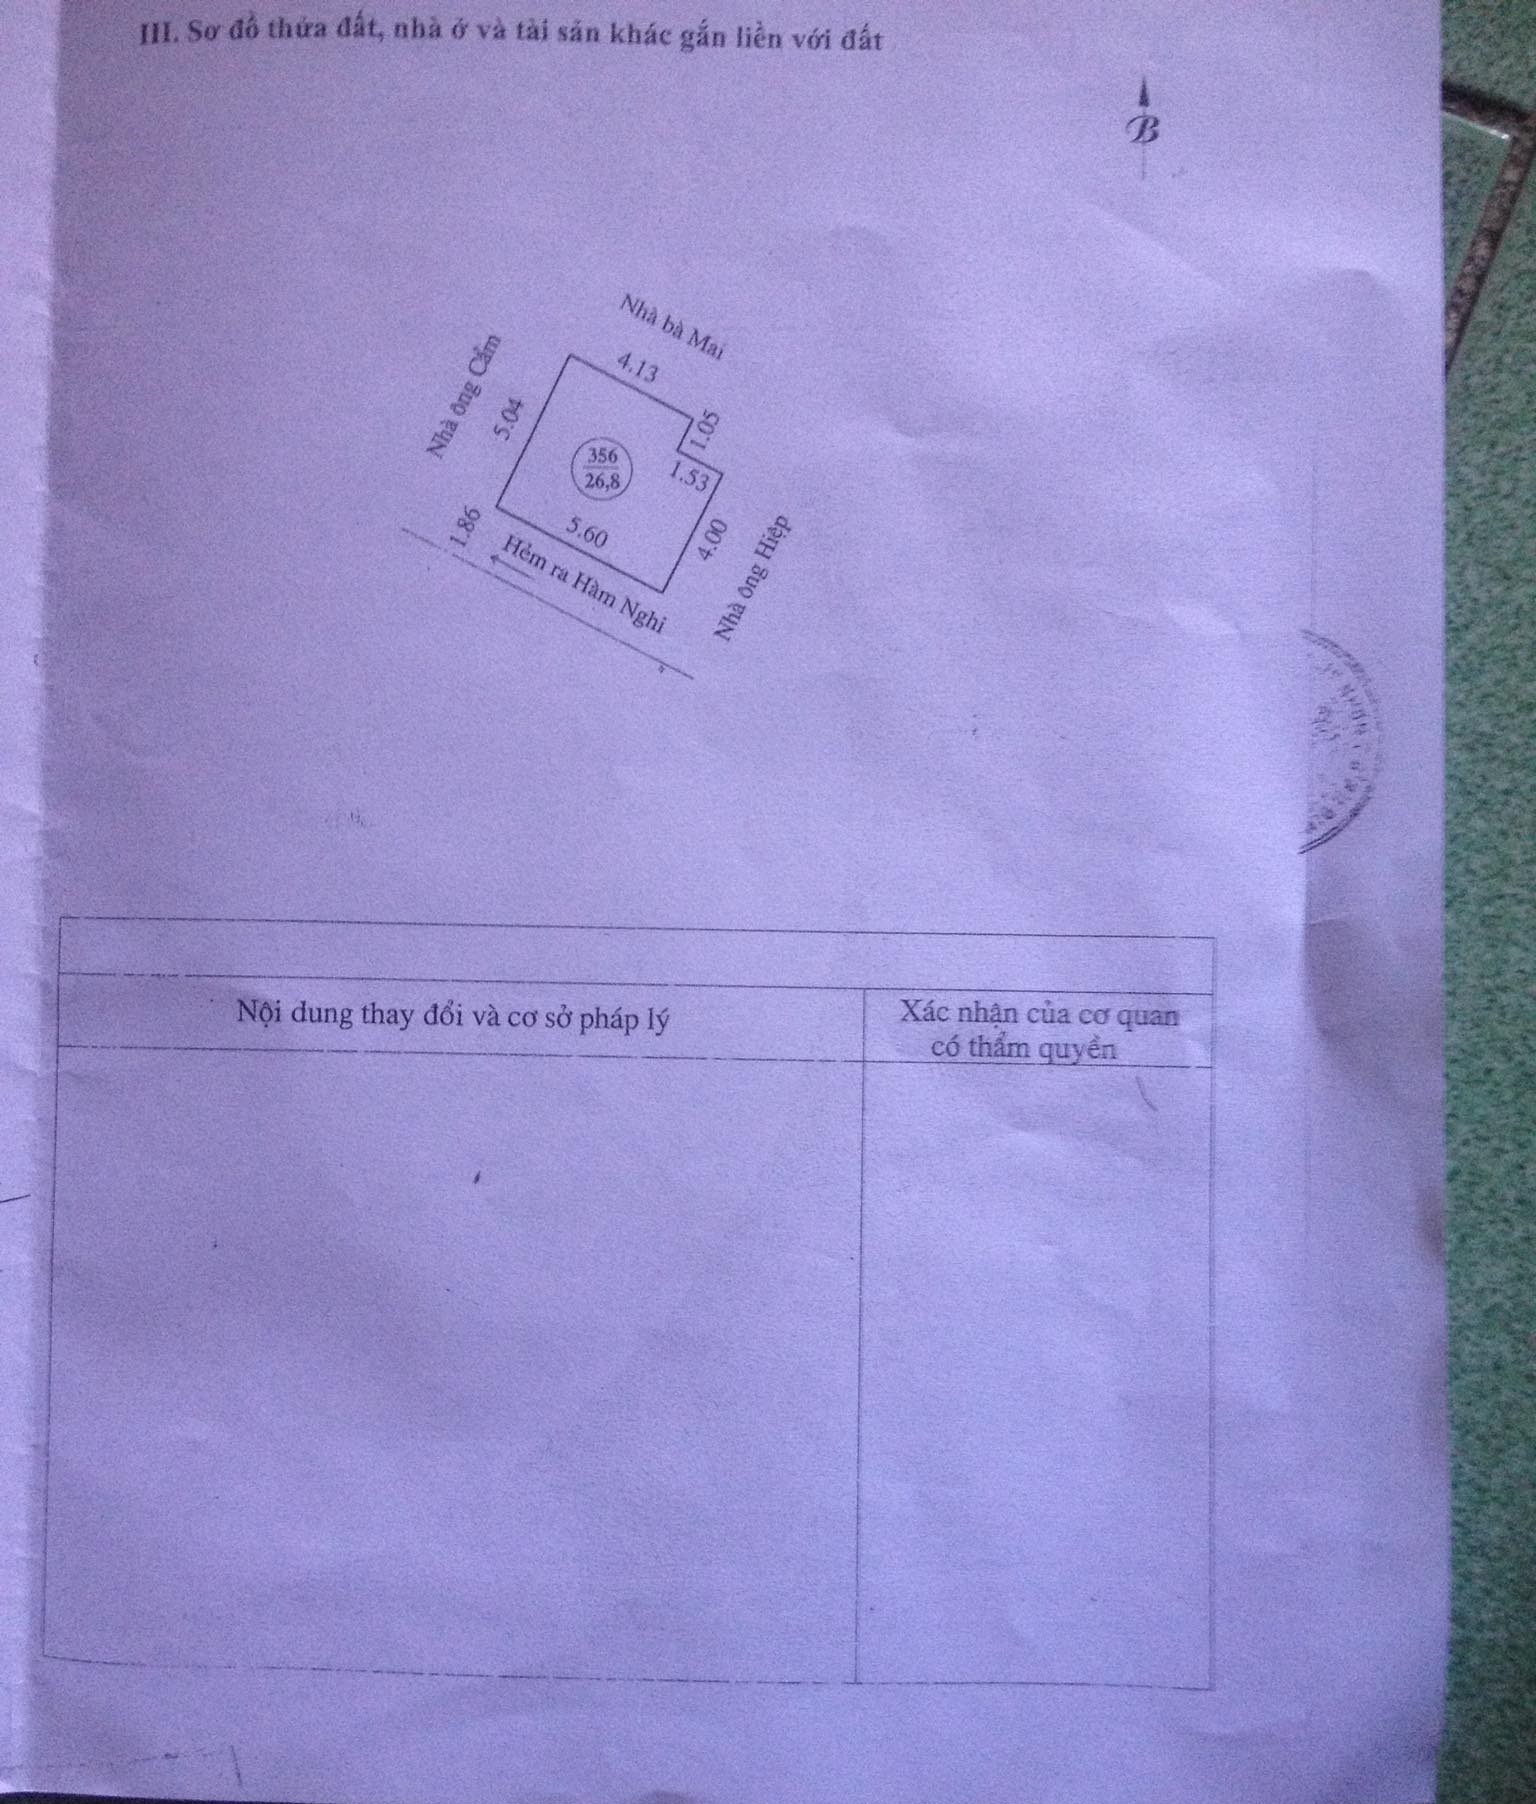 III. Sơ đồ thửa đất, nhà ở và tài sản khác gắn liền với đất
B
Nhà bà Mai
Nhà ông Cẩm
4.13
5.04
1.05
356
26,8
1.53
1.86
5.60
4.00
Hẻm ra Hàm Nghi
Nhà ông Hiệp
Nội dung thay đổi và cơ sở pháp lý
Xác nhận của cơ quan
có thẩm quyền